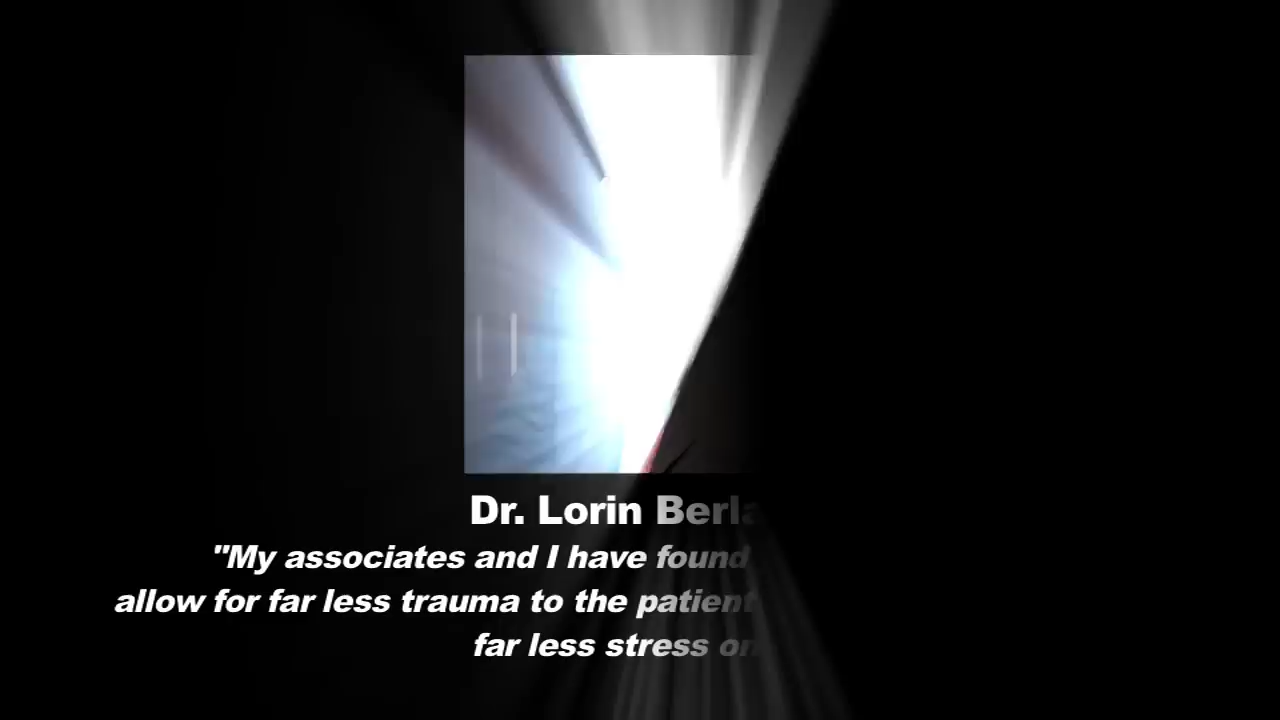 Dr. Lorin Berla
"My associates and I have found
allow for far less trauma to the patient
far less stress on